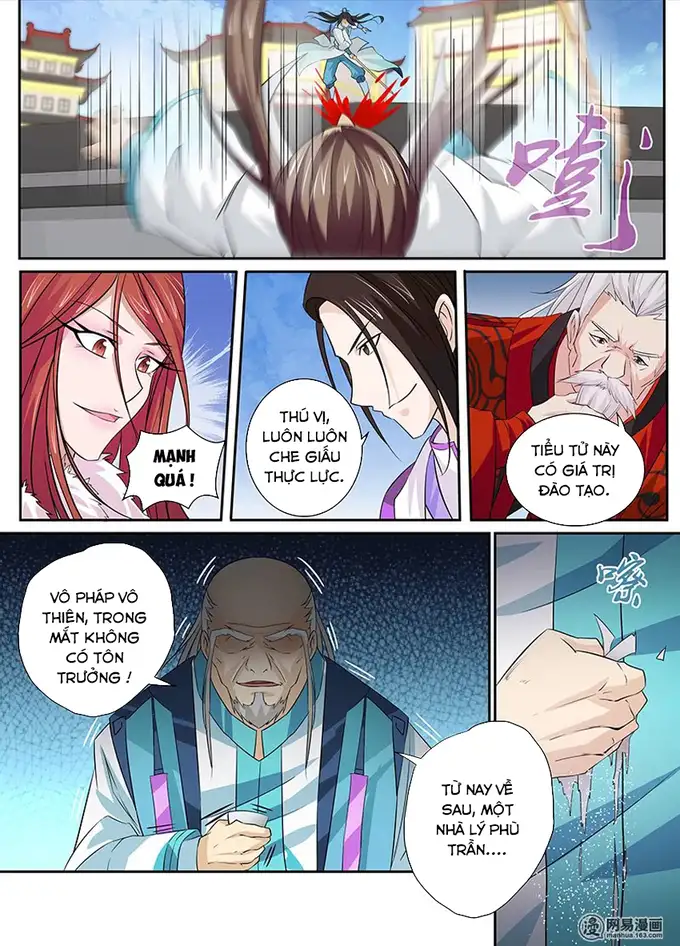 哇
MẠNH
QUÁ !
THÚ VỊ,
LUÔN LUÔN
CHE GIẤU
THỰC LỰC.
TIỂU TỬ NÀY
CÓ GIÁ TRỊ
ĐÀO TẠO.
VÔ PHÁP VÔ
THIÊN, TRONG
MẮT KHÔNG
CÓ TÔN
TRƯỞNG !
嚓
TỪ NAY VỀ
SAU, MỘT
NHÀ LÝ PHÙ
TRẦN....
网易漫画
manhua.163.com